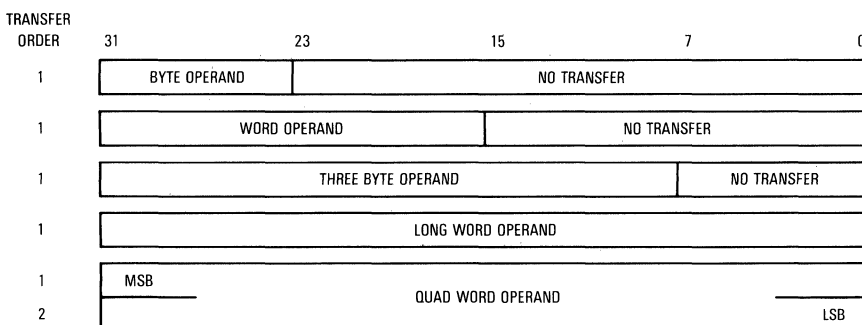 TRANSFER
ORDER 31 23 15 7 0
1 BYTE OPERAND NO TRANSFER
1 WORD OPERAND NO TRANSFER
1 THREE BYTE OPERAND NO TRANSFER
1 LONG WORD OPERAND
1 MSB
QUAD WORD OPERAND
2 LSB